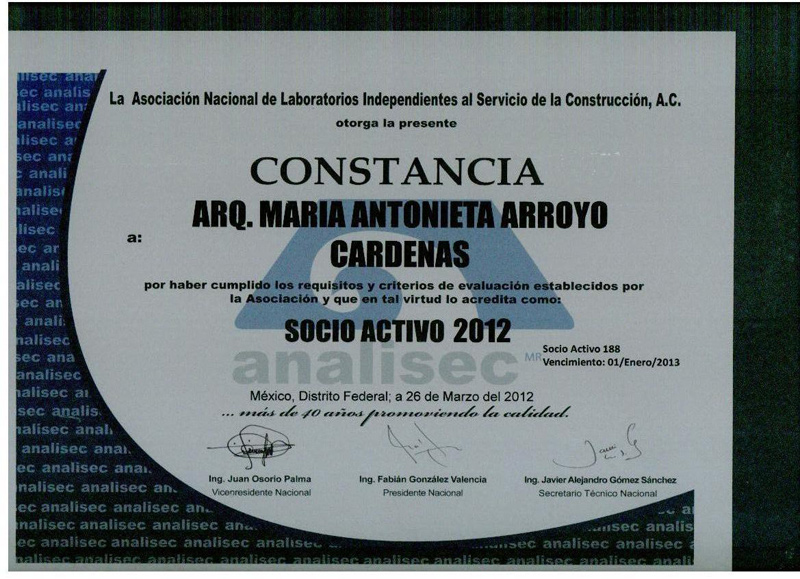 La Asociación Nacional de Laboratorios Independientes al Servicio de la Construcción, A.C.
otorga la presente
CONSTANCIA
a:
ARQ. MARIA ANTONIETA ARROYO
CARDENAS
por haber cumplido los requisitos y criterios de evaluación establecidos por
la Asociación y que en tal virtud lo acredita como:
SOCIO ACTIVO 2012
analisec MR
Socio Activo 188
Vencimiento: 01/Enero/2013
México, Distrito Federal; a 26 de Marzo del 2012
... más de 40 años promoviendo la calidad.
Ing. Juan Osorio Palma
Vicepresidente Nacional
Ing. Fabián González Valencia
Presidente Nacional
Ing. Javier Alejandro Gómez Sánchez
Secretario Técnico Nacional